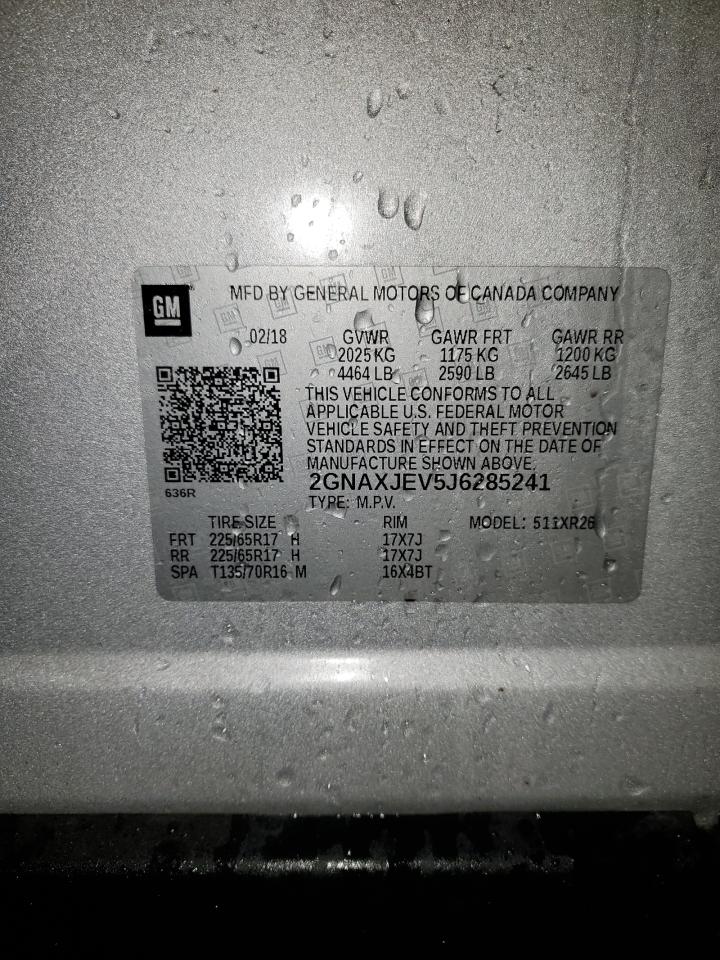 GM
MFD BY GENERAL MOTORS OF CANADA COMPANY
02/18 GVWR GAWR FRT GAWR RR
2025 KG 1175 KG 1200 KG
4464 LB 2590 LB 2645 LB
THIS VEHICLE CONFORMS TO ALL
APPLICABLE U.S. FEDERAL MOTOR
VEHICLE SAFETY AND THEFT PREVENTION
STANDARDS IN EFFECT ON THE DATE OF
MANUFACTURE SHOWN ABOVE.
2GNAXJEV5J6285241
636R
TYPE: M.P.V.
TIRE SIZE RIM MODEL: 511XR26
FRT 225/65R17 H 17X7J
RR 225/65R17 H 17X7J
SPA T135/70R16 M 16X4BT